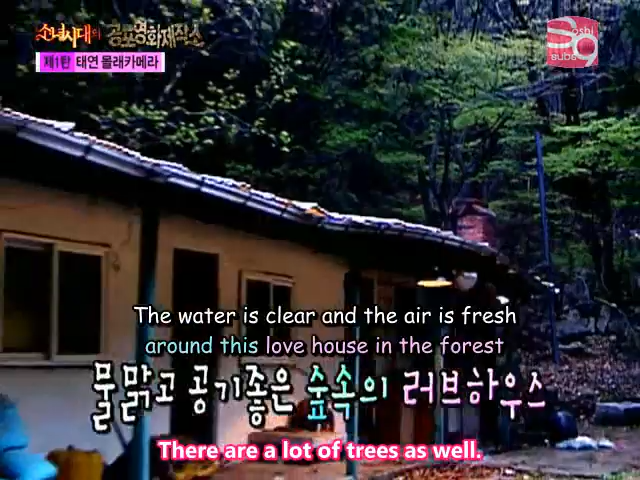 소녀시대의 공포영화제작소
제1탄 태연 몰래카메라
Soshi
subs
The water is clear and the air is fresh
around this love house in the forest
물맑고 공기좋은 숲속의 러브하우스
There are a lot of trees as well.